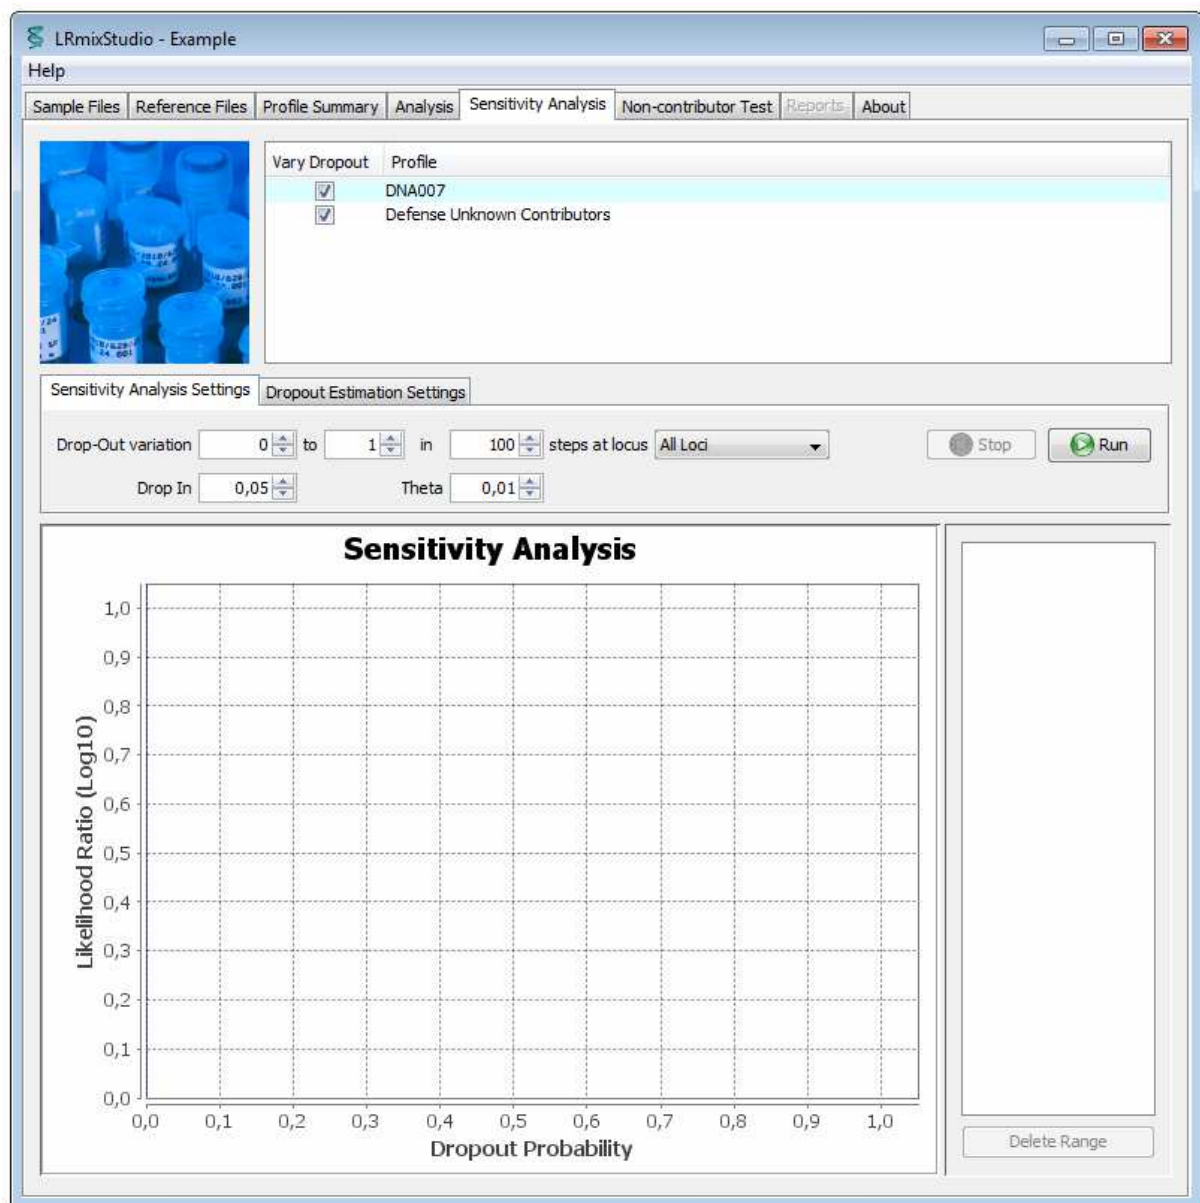 LRmixStudio - Example
Help
Sample Files Reference Files Profile Summary Analysis Sensitivity Analysis Non-contributor Test Reports About
Vary Dropout Profile
DNA007
Defense Unknown Contributors
Sensitivity Analysis Settings Dropout Estimation Settings
Drop-Out variation 0 to 1 in 100 steps at locus All Loci Stop Run
Drop In 0,05 Theta 0,01
Sensitivity Analysis
Likelihood Ratio (Log10)
1,0
0,9
0,8
0,7
0,6
0,5
0,4
0,3
0,2
0,1
0,0
0,0 0,1 0,2 0,3 0,4 0,5 0,6 0,7 0,8 0,9 1,0
Dropout Probability
Delete Range